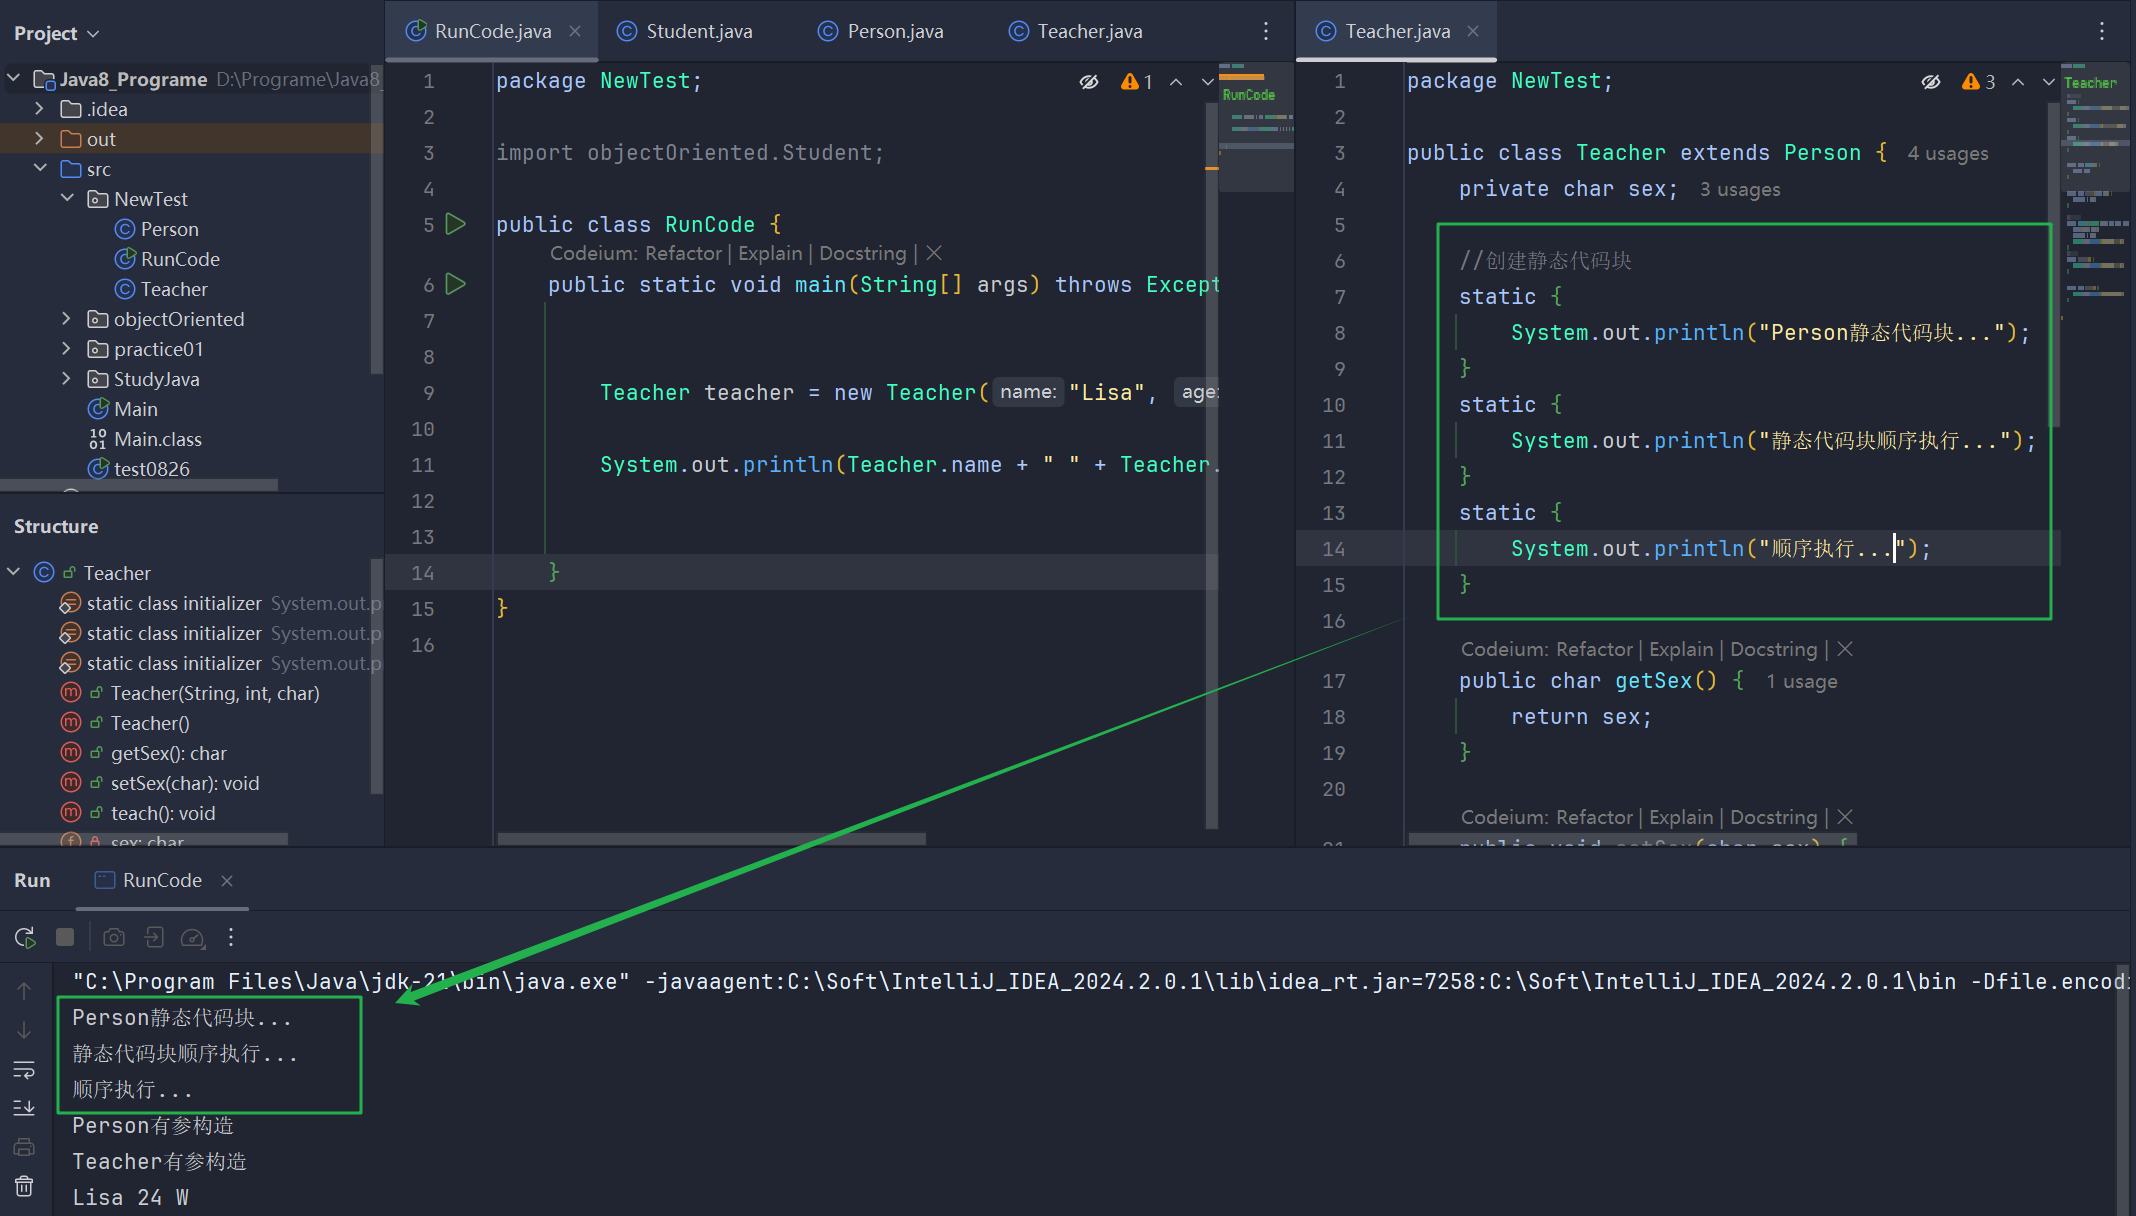 Project
Java8_Programe D:\Programe\Java8_
.idea
out
src
NewTest
Person
RunCode
Teacher
objectOriented
practice01
StudyJava
Main
Main.class
test0826
Structure
Teacher
static class initializer System.out.p
static class initializer System.out.p
static class initializer System.out.p
Teacher(String, int, char)
Teacher()
getSex(): char
setSex(char): void
teach(): void
sex: char
RunCode.java Student.java Person.java Teacher.java
1 package NewTest; 1
2
3 import objectOriented.Student;
4
5 public class RunCode {
Codeium: Refactor | Explain | Docstring |
6 public static void main(String[] args) throws Except
7
8
9 Teacher teacher = new Teacher( name: "Lisa", age:
10
11 System.out.println(Teacher.name + " " + Teacher.
12
13
14 }
15 }
16
RunCode
Teacher.java
1 package NewTest; 3
2
3 public class Teacher extends Person { 4 usages
4 private char sex; 3 usages
5
6 //创建静态代码块
7 static {
8 System.out.println("Person静态代码块...");
9 }
10 static {
11 System.out.println("静态代码块顺序执行...");
12 }
13 static {
14 System.out.println("顺序执行...");
15 }
16
Codeium: Refactor | Explain | Docstring |
17 public char getSex() { 1 usage
18 return sex;
19 }
20
Codeium: Refactor | Explain | Docstring |
21 public void setSex(char sex) {
Teacher
Run RunCode
"C:\Program Files\Java\jdk-21\bin\java.exe" -javaagent:C:\Soft\IntelliJ_IDEA_2024.2.0.1\lib\idea_rt.jar=7258:C:\Soft\IntelliJ_IDEA_2024.2.0.1\bin -Dfile.encodi
Person静态代码块...
静态代码块顺序执行...
顺序执行...
Person有参构造
Teacher有参构造
Lisa 24 W